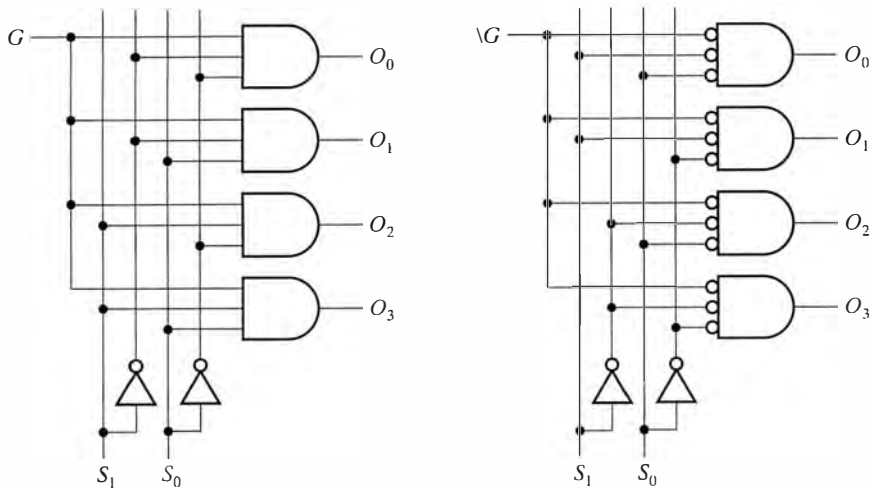 G
O₀
O₁
O₂
O₃
S₁ S₀
\G
O₀
O₁
O₂
O₃
S₁ S₀